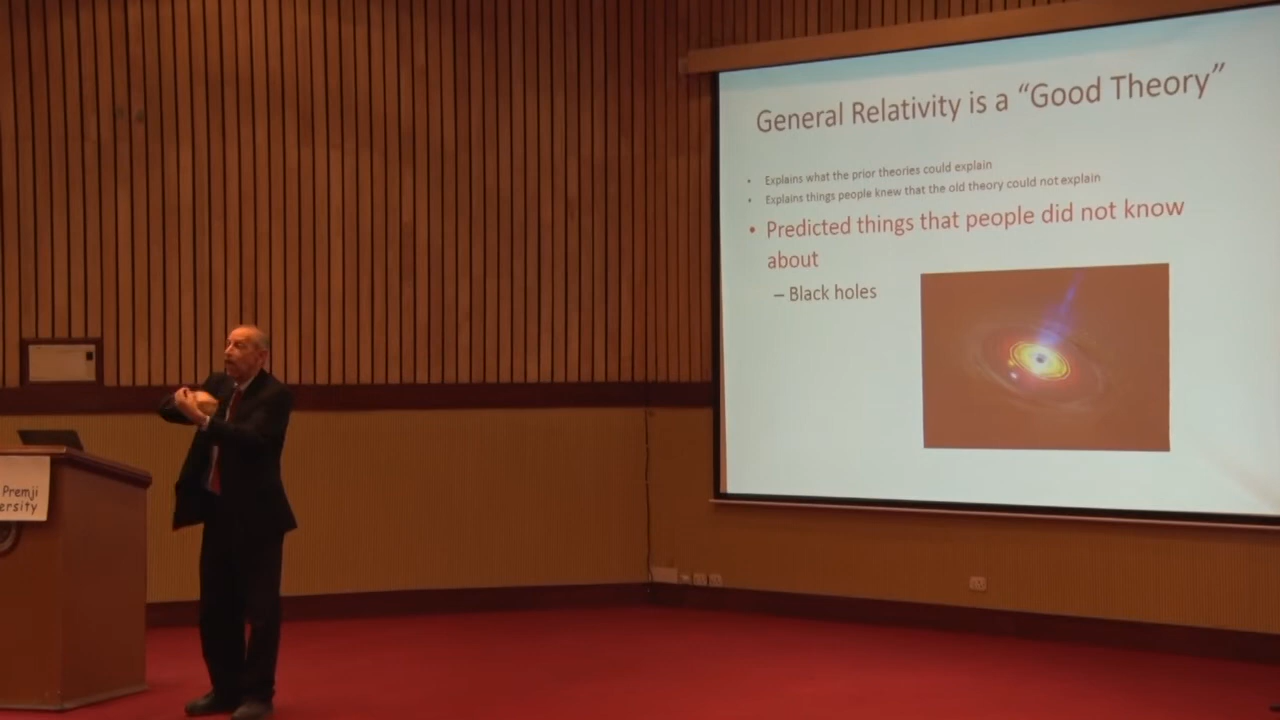 General Relativity is a “Good Theory”
• Explains what the prior theories could explain
• Explains things people knew that the old theory could not explain
• Predicted things that people did not know
about
– Black holes
Premji
ersity